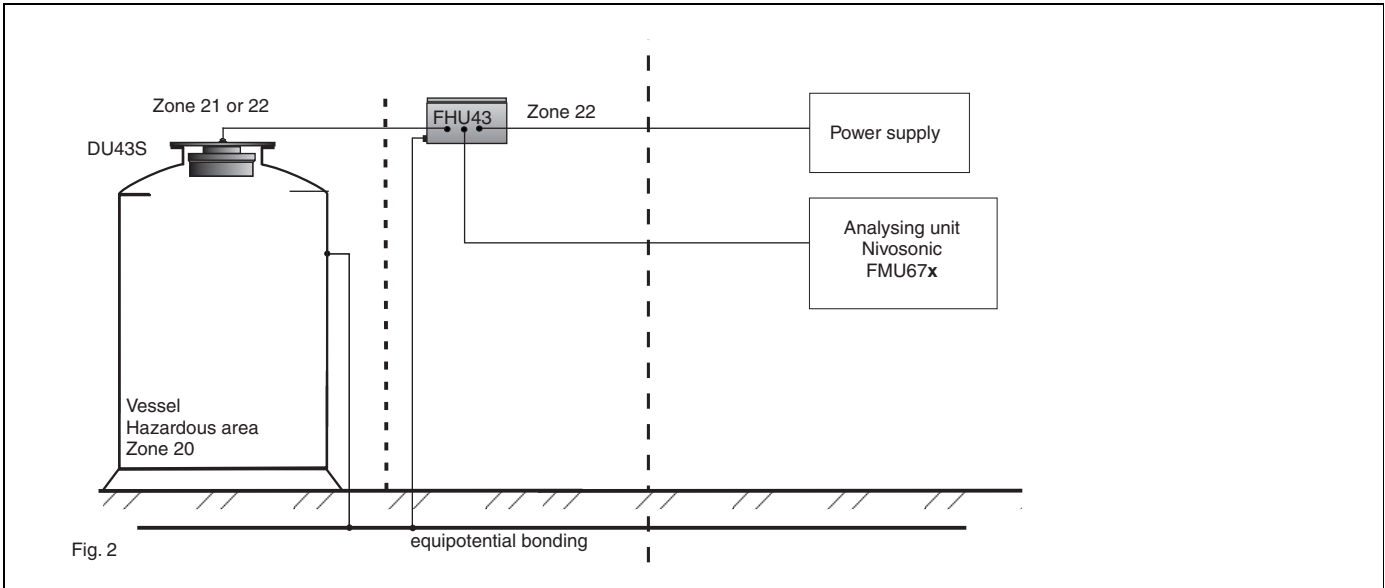 Zone 21 or 22
FHU43
Zone 22
Power supply
DU43S
Analysing unit
Nivosonic
FMU67x
Vessel
Hazardous area
Zone 20
equipotential bonding
Fig. 2